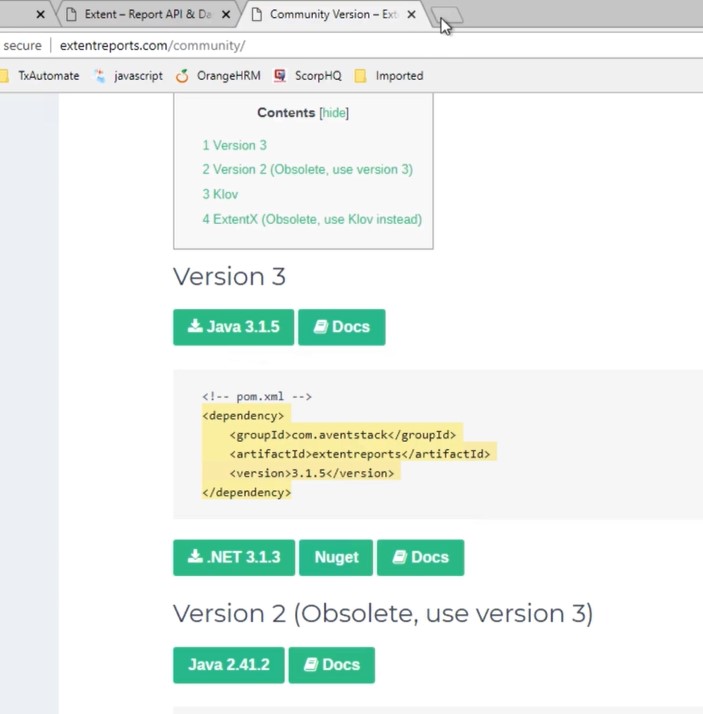 Extent – Report API & Da
Community Version – Ext
secure | extentreports.com/community/
TxAutomate javascript OrangeHRM ScorpHQ Imported
Contents [hide]
1 Version 3
2 Version 2 (Obsolete, use version 3)
3 Klov
4 ExtentX (Obsolete, use Klov instead)
Version 3
Java 3.1.5 Docs
<!-- pom.xml -->
<dependency>
<groupId>com.aventstack</groupId>
<artifactId>extentreports</artifactId>
<version>3.1.5</version>
</dependency>
.NET 3.1.3 Nuget Docs
Version 2 (Obsolete, use version 3)
Java 2.41.2 Docs